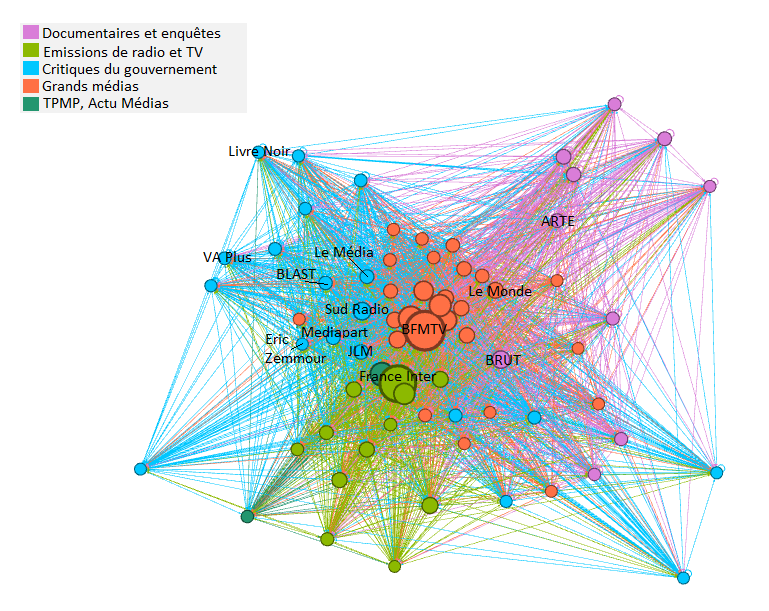 Documentaires et enquêtes
Emissions de radio et TV
Critiques du gouvernement
Grands médias
TPMP, Actu Médias
Livre Noir
ARTE
VA Plus
Le Média
BLAST
Le Monde
Sud Radio
BFMTV
Mediapart
Eric
Zemmour
JLM
BRUT
France Inter